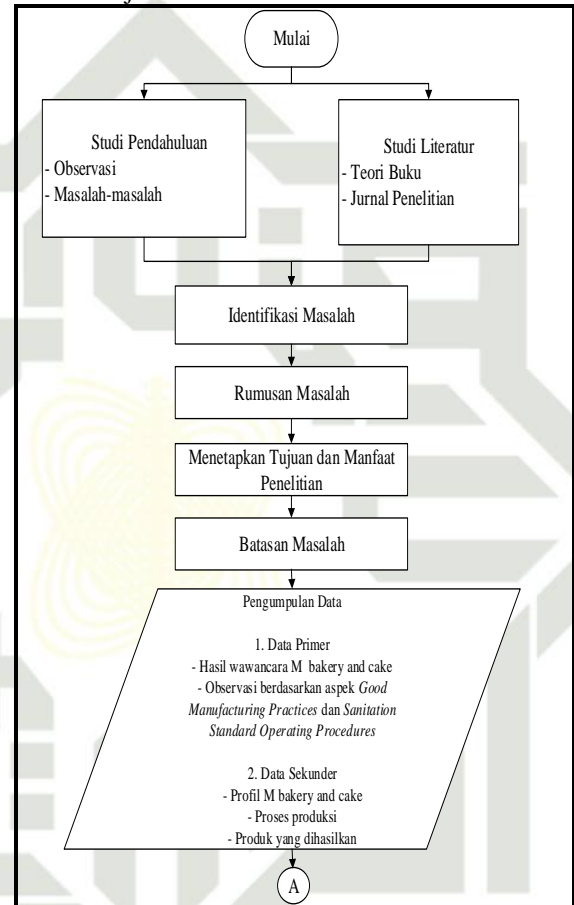 Mulai
Studi Pendahuluan
- Observasi
- Masalah-masalah
Studi Literatur
- Teori Buku
- Jurnal Penelitian
Identifikasi Masalah
Rumusan Masalah
Menetapkan Tujuan dan Manfaat
Penelitian
Batasan Masalah
Pengumpulan Data
1. Data Primer
- Hasil wawancara M bakery and cake
- Observasi berdasarkan aspek Good
Manufacturing Practices dan Sanitation
Standard Operating Procedures
2. Data Sekunder
- Profil M bakery and cake
- Proses produksi
- Produk yang dihasilkan
A